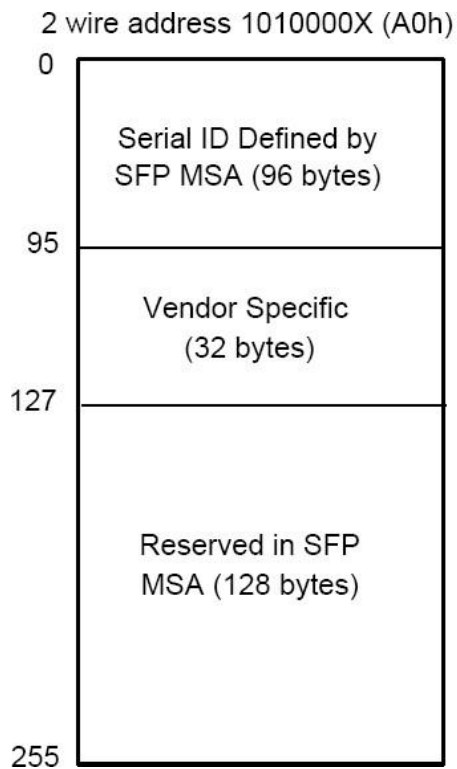 2 wire address 1010000X (A0h)
0
Serial ID Defined by
SFP MSA (96 bytes)
95
Vendor Specific
(32 bytes)
127
Reserved in SFP
MSA (128 bytes)
255